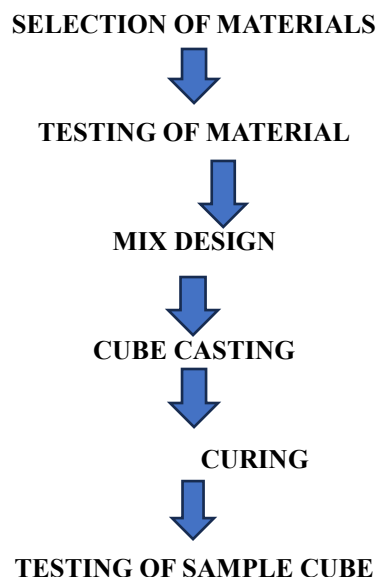 SELECTION OF MATERIALS
TESTING OF MATERIAL
MIX DESIGN
CUBE CASTING
CURING
TESTING OF SAMPLE CUBE